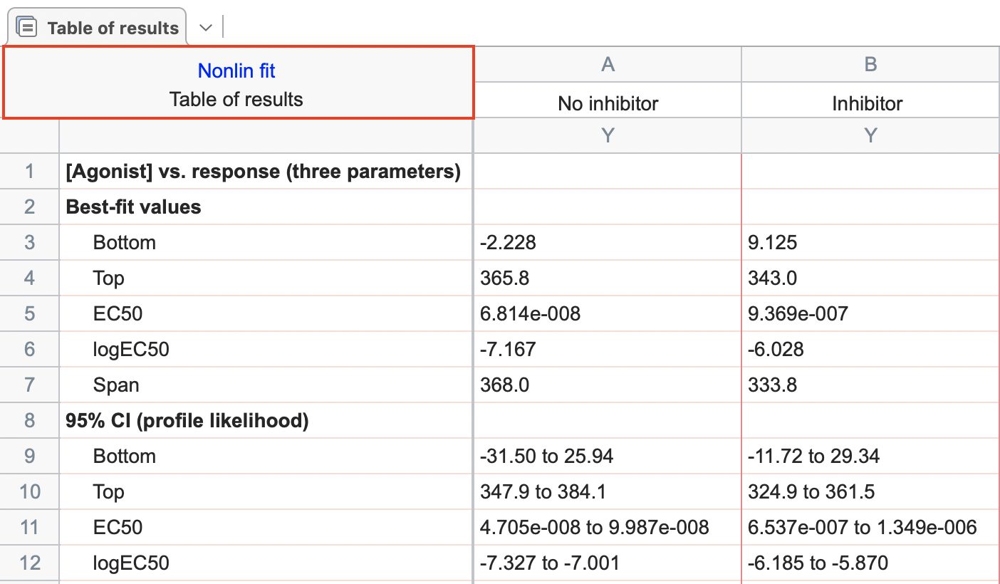 Table of results
Nonlin fit
Table of results
A B
No inhibitor Inhibitor
Y Y
1 [Agonist] vs. response (three parameters)
2 Best-fit values
3 Bottom -2.228 9.125
4 Top 365.8 343.0
5 EC50 6.814e-008 9.369e-007
6 logEC50 -7.167 -6.028
7 Span 368.0 333.8
8 95% CI (profile likelihood)
9 Bottom -31.50 to 25.94 -11.72 to 29.34
10 Top 347.9 to 384.1 324.9 to 361.5
11 EC50 4.705e-008 to 9.987e-008 6.537e-007 to 1.349e-006
12 logEC50 -7.327 to -7.001 -6.185 to -5.870